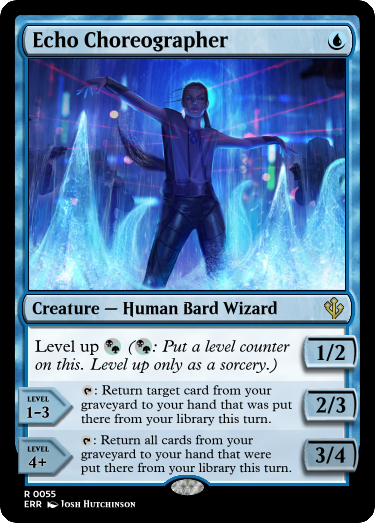 Echo Choreographer
Creature — Human Bard Wizard
Level up (: Put a level counter
on this. Level up only as a sorcery.)
1/2
LEVEL
1-3
: Return target card from your
graveyard to your hand that was put
there from your library this turn.
2/3
LEVEL
4+
: Return all cards from your
graveyard to your hand that were
put there from your library this turn.
3/4
R 0055
ERR Josh Hutchinson